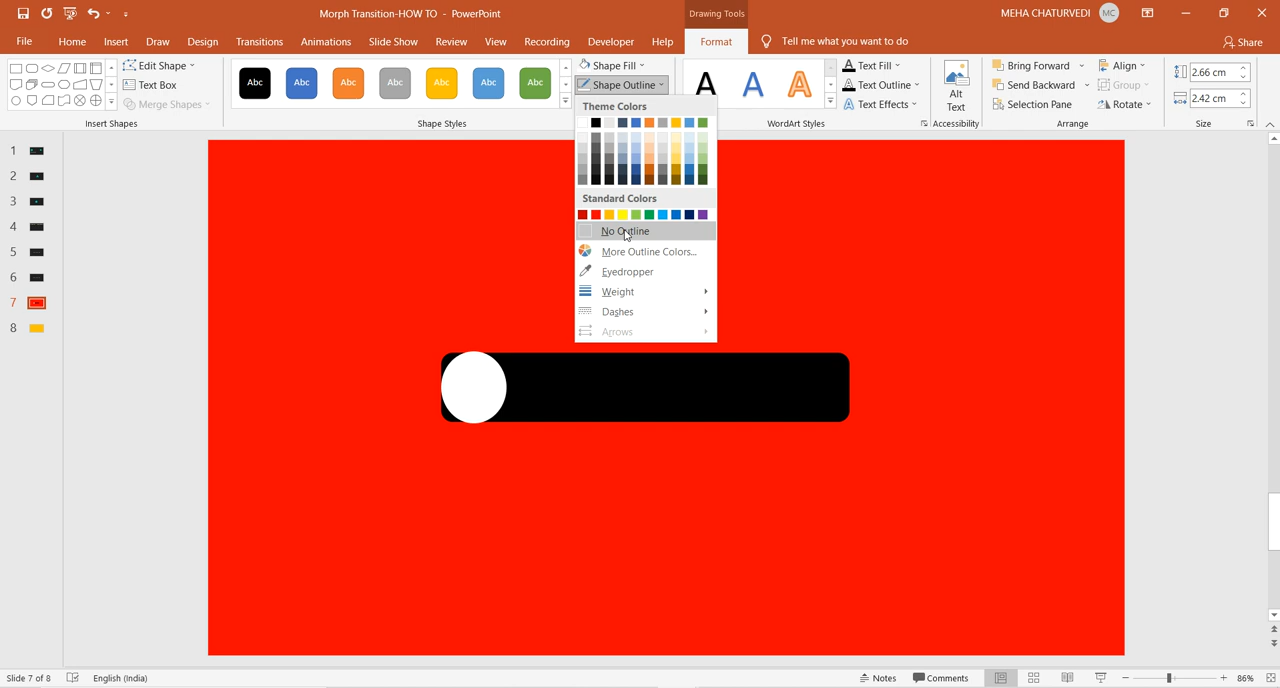 Morph Transition-HOW TO - PowerPoint
Drawing Tools
MEHA CHATURVEDI MC
File Home Insert Draw Design Transitions Animations Slide Show Review View Recording Developer Help Format Tell me what you want to do Share
Edit Shape
Text Box
Merge Shapes
Insert Shapes
Abc Abc Abc Abc Abc Abc Abc
Shape Styles
Shape Fill
Shape Outline
Theme Colors
Standard Colors
No Outline
More Outline Colors...
Eyedropper
Weight
Dashes
Arrows
A A A
Text Fill
Text Outline
Text Effects
WordArt Styles
Alt
Text
Accessibility
Bring Forward
Send Backward
Selection Pane
Align
Group
Rotate
Arrange
2.66 cm
2.42 cm
Size
1
2
3
4
5
6
7
8
Slide 7 of 8 English (India) Notes Comments 86%